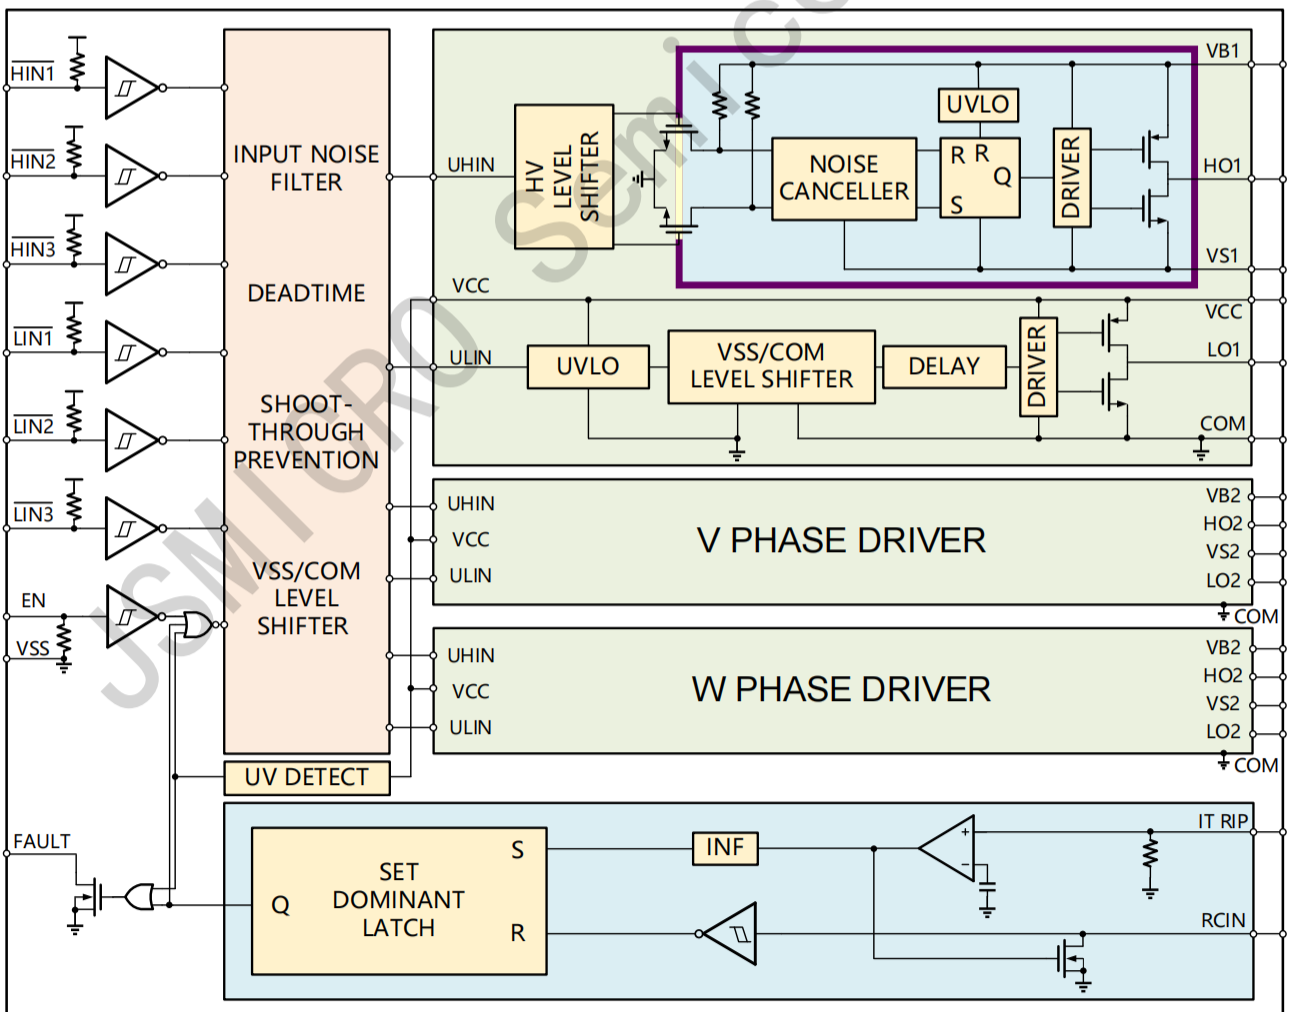 HIN1
HIN2
HIN3
LIN1
LIN2
LIN3
EN
VSS
FAULT
INPUT NOISE
FILTER
DEADTIME
SHOOT-
THROUGH
PREVENTION
VSS/COM
LEVEL
SHIFTER
UV DETECT
UHIN
HV
LEVEL
SHIFTER
NOISE
CANCELLER
UVLO
R
R
Q
S
DRIVER
VB1
HO1
VS1
VCC
ULIN
UVLO
VSS/COM
LEVEL SHIFTER
DELAY
DRIVER
VCC
LO1
COM
UHIN
VCC
ULIN
V PHASE DRIVER
VB2
HO2
VS2
LO2
COM
UHIN
VCC
ULIN
W PHASE DRIVER
VB2
HO2
VS2
LO2
COM
SET
DOMINANT
LATCH
Q
S
R
INF
+
−
IT RIP
RCIN
JSMICRO Semico